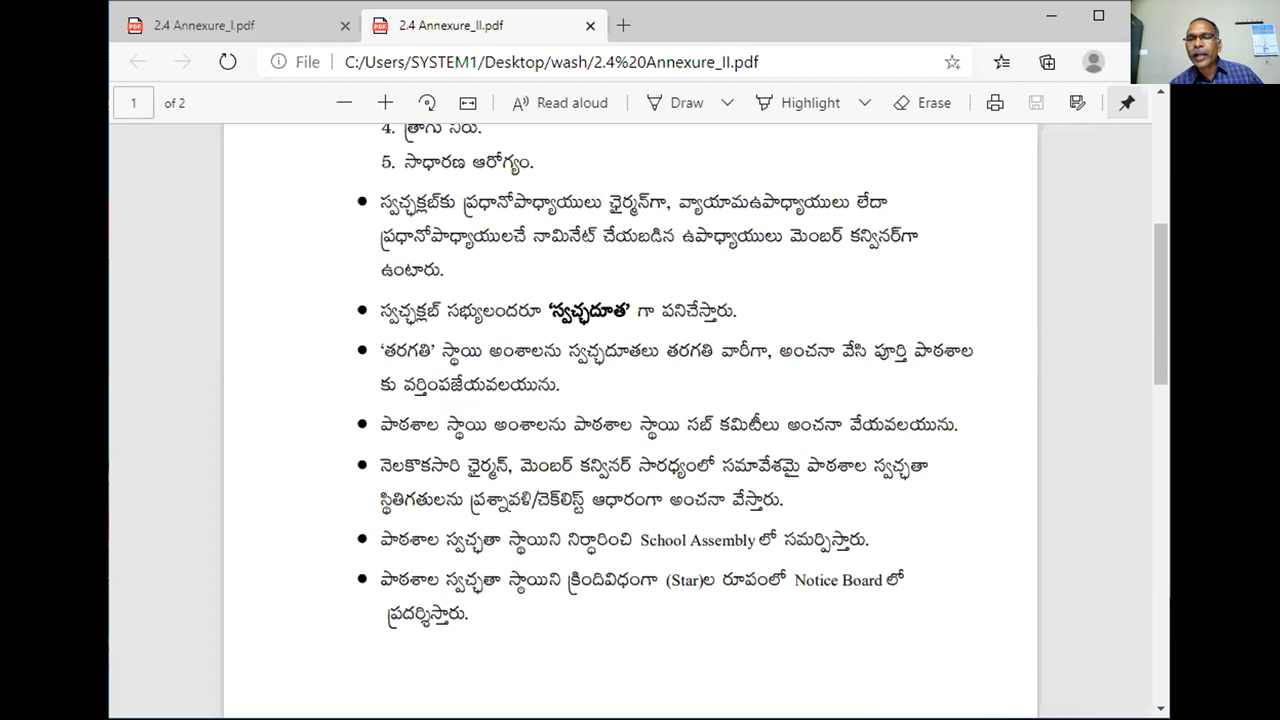 2.4 Annexure_I.pdf
2.4 Annexure_II.pdf
File
C:/Users/SYSTEM1/Desktop/wash/2.4%20Annexure_II.pdf
1 of 2
Read aloud
Draw
Highlight
Erase
4. త్రాగు నీరు.
5. సాధారణ ఆరోగ్యం.
• స్వచ్ఛక్లబ్‌కు ప్రధానోపాధ్యాయులు ఛైర్మన్‌గా, వ్యాయామఉపాధ్యాయులు లేదా
ప్రధానోపాధ్యాయులచే నామినేట్ చేయబడిన ఉపాధ్యాయులు మెంబర్ కన్వినర్‌గా
ఉంటారు.
• స్వచ్ఛక్లబ్ సభ్యులందరూ ‘స్వచ్ఛదూత’ గా పనిచేస్తారు.
• ‘తరగతి’ స్థాయి అంశాలను స్వచ్ఛదూతలు తరగతి వారీగా, అంచనా వేసి పూర్తి పాఠశాల
కు వర్తింపజేయవలయును.
• పాఠశాల స్థాయి అంశాలను పాఠశాల స్థాయి సబ్ కమిటీలు అంచనా వేయవలయును.
• నెలకొకసారి ఛైర్మన్, మెంబర్ కన్వినర్ సారధ్యంలో సమావేశమై పాఠశాల స్వచ్ఛతా
స్థితిగతులను ప్రశ్నావళి/చెక్‌లిస్ట్ ఆధారంగా అంచనా వేస్తారు.
• పాఠశాల స్వచ్ఛతా స్థాయిని నిర్ధారించి School Assembly లో సమర్పిస్తారు.
• పాఠశాల స్వచ్ఛతా స్ఠాయిని క్రిందివిధంగా (Star)ల రూపంలో Notice Board లో
ప్రదర్శిస్తారు.